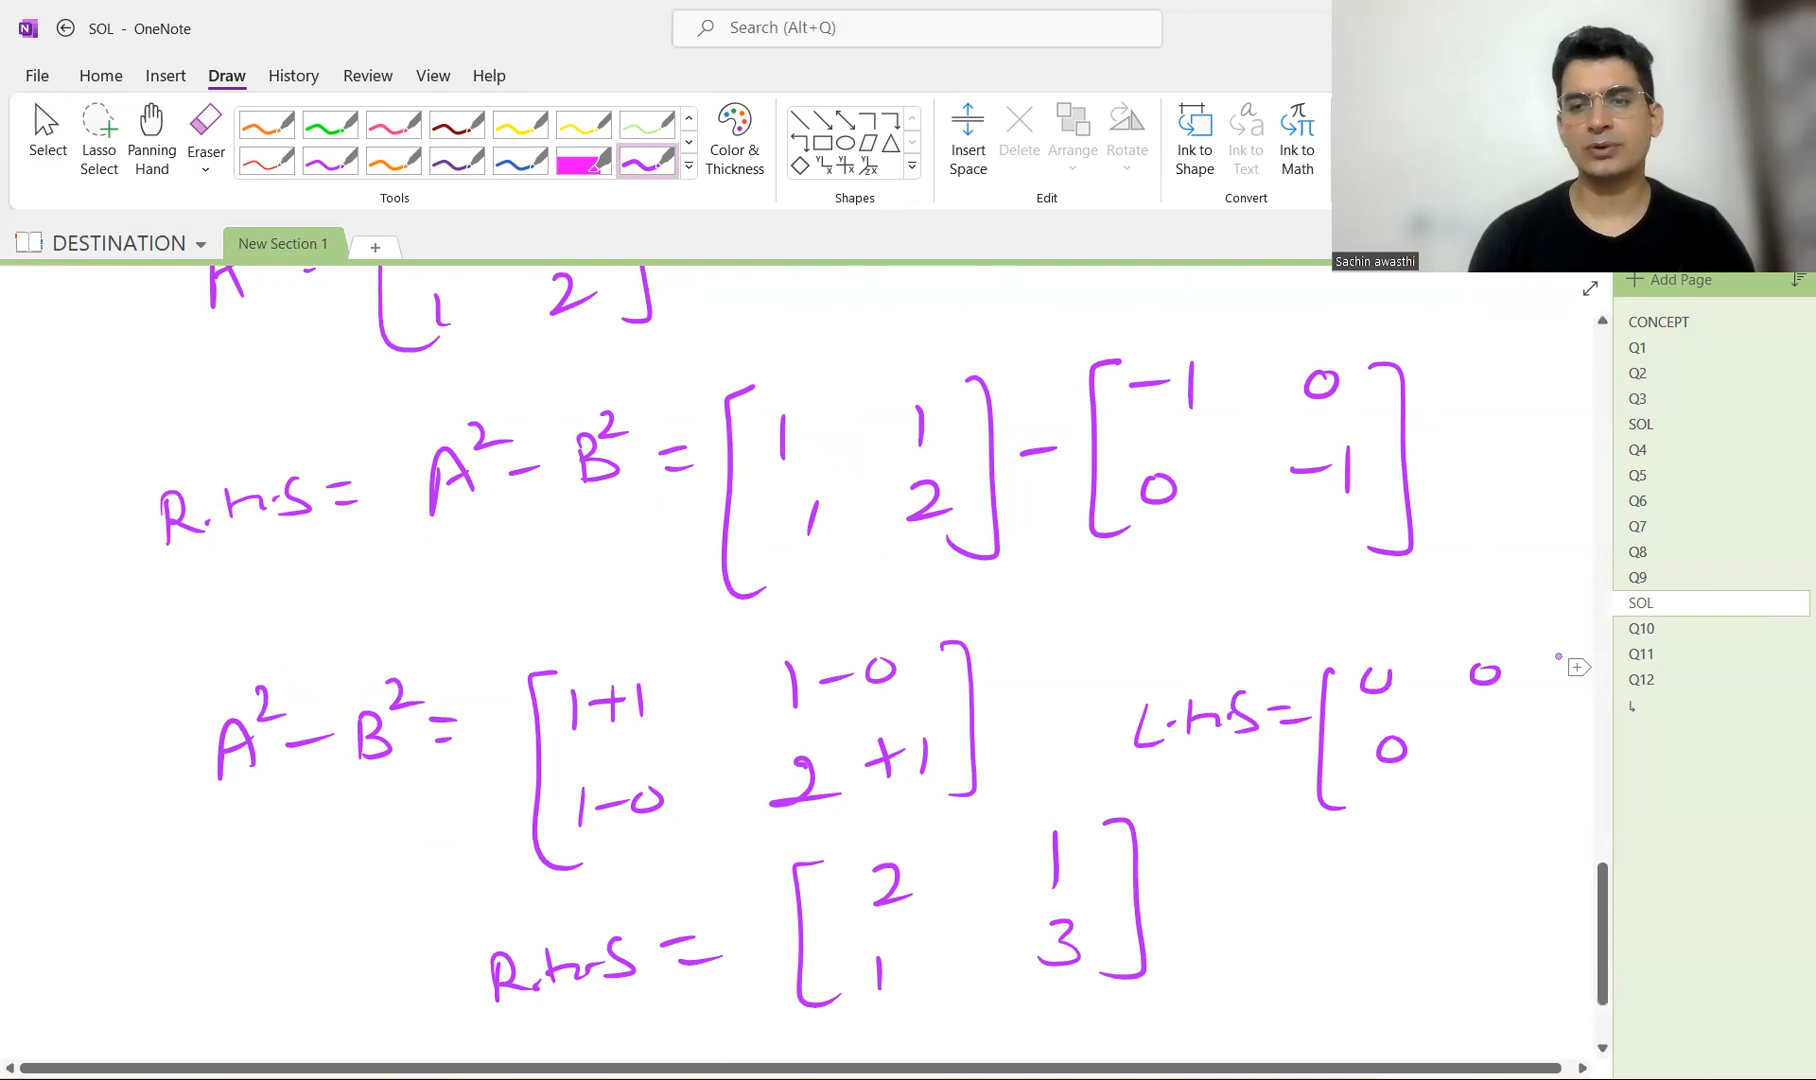 SOL - OneNote
Search (Alt+Q)
File Home Insert Draw History Review View Help
Select Lasso Select Panning Hand Eraser Color & Thickness Insert Space Delete Arrange Rotate Ink to Shape Ink to Text Ink to Math
Tools Shapes Edit Convert
DESTINATION New Section 1 +
Sachin awasthi
Add Page
CONCEPT
Q1
Q2
Q3
SOL
Q4
Q5
Q6
Q7
Q8
Q9
SOL
Q10
Q11
Q12
1 2
R.H.S = A² - B² = [1 1 - [-1 0
1 2] 0 -1]
A² - B² = [1+1 1-0
1-0 2+1]
L.H.S = [0 0
0
R.H.S = [2 1
1 3]